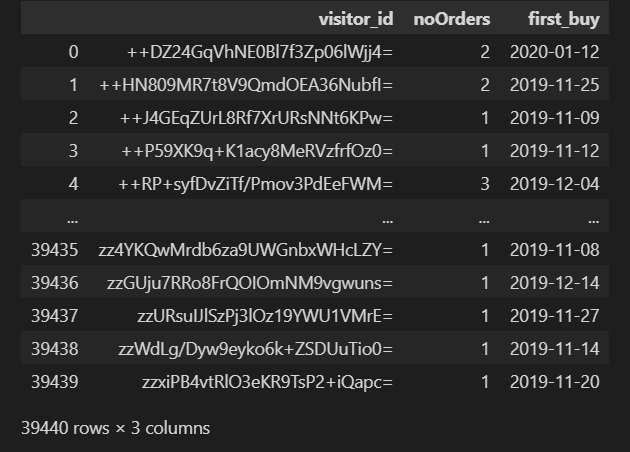 visitor_id noOrders first_buy
0 ++DZ24GqVhNE0Bl7f3Zp06lWjj4= 2 2020-01-12
1 ++HN809MR7t8V9QmdOEA36NubfI= 2 2019-11-25
2 ++J4GEqZUrL8Rf7XrURsNNt6KPw= 1 2019-11-09
3 ++P59XK9q+K1acy8MeRVzfrfOz0= 1 2019-11-12
4 ++RP+syfDvZiTf/Pmov3PdEeFWM= 3 2019-12-04
... ... ... ...
39435 zz4YKQwMrdb6za9UWGnbxWHcLZY= 1 2019-11-08
39436 zzGUju7RRo8FrQOIOmNM9vgwuns= 1 2019-12-14
39437 zzURsuIJlSzPj3lOz19YWU1VMrE= 1 2019-11-27
39438 zzWdLg/Dyw9eyko6k+ZSDUuTio0= 1 2019-11-14
39439 zzxiPB4vtRlO3eKR9TsP2+iQapc= 1 2019-11-20
39440 rows × 3 columns